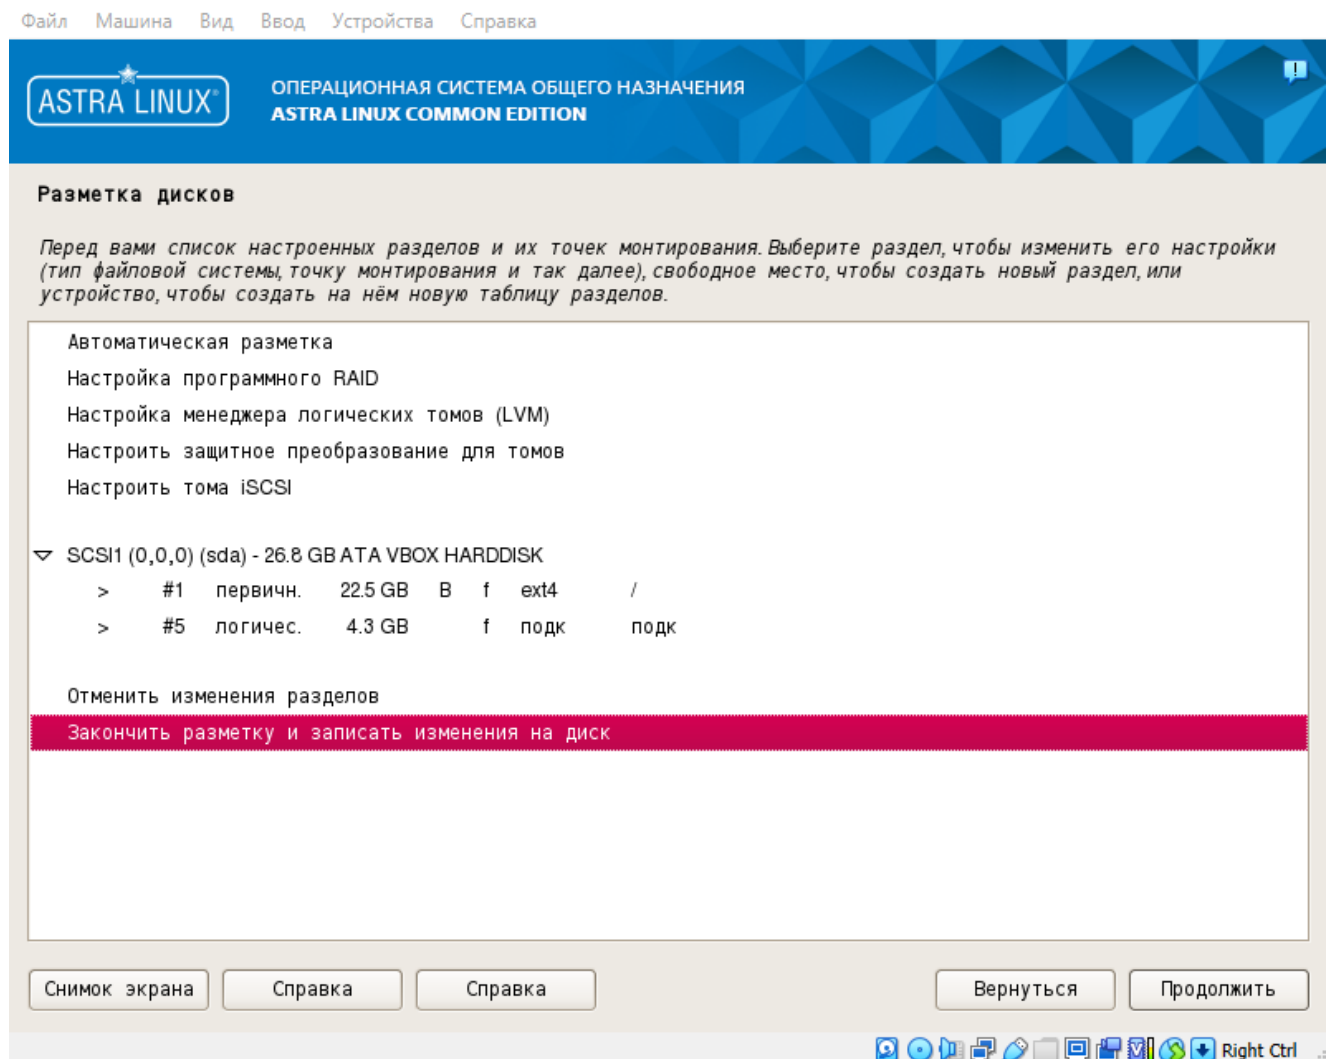 Файл Машина Вид Ввод Устройства Справка
ASTRA LINUX®
ОПЕРАЦИОННАЯ СИСТЕМА ОБЩЕГО НАЗНАЧЕНИЯ
ASTRA LINUX COMMON EDITION
Разметка дисков
Перед вами список настроенных разделов и их точек монтирования. Выберите раздел, чтобы изменить его настройки
(тип файловой системы, точку монтирования и так далее), свободное место, чтобы создать новый раздел, или
устройство, чтобы создать на нём новую таблицу разделов.
Автоматическая разметка
Настройка программного RAID
Настройка менеджера логических томов (LVM)
Настроить защитное преобразование для томов
Настроить тома iSCSI
SCSI1 (0,0,0) (sda) - 26.8 GB ATA VBOX HARDDISK
> #1 первичн. 22.5 GB B f ext4 /
> #5 логичес. 4.3 GB f подк подк
Отменить изменения разделов
Закончить разметку и записать изменения на диск
Снимок экрана Справка Справка Вернуться Продолжить
Right Ctrl